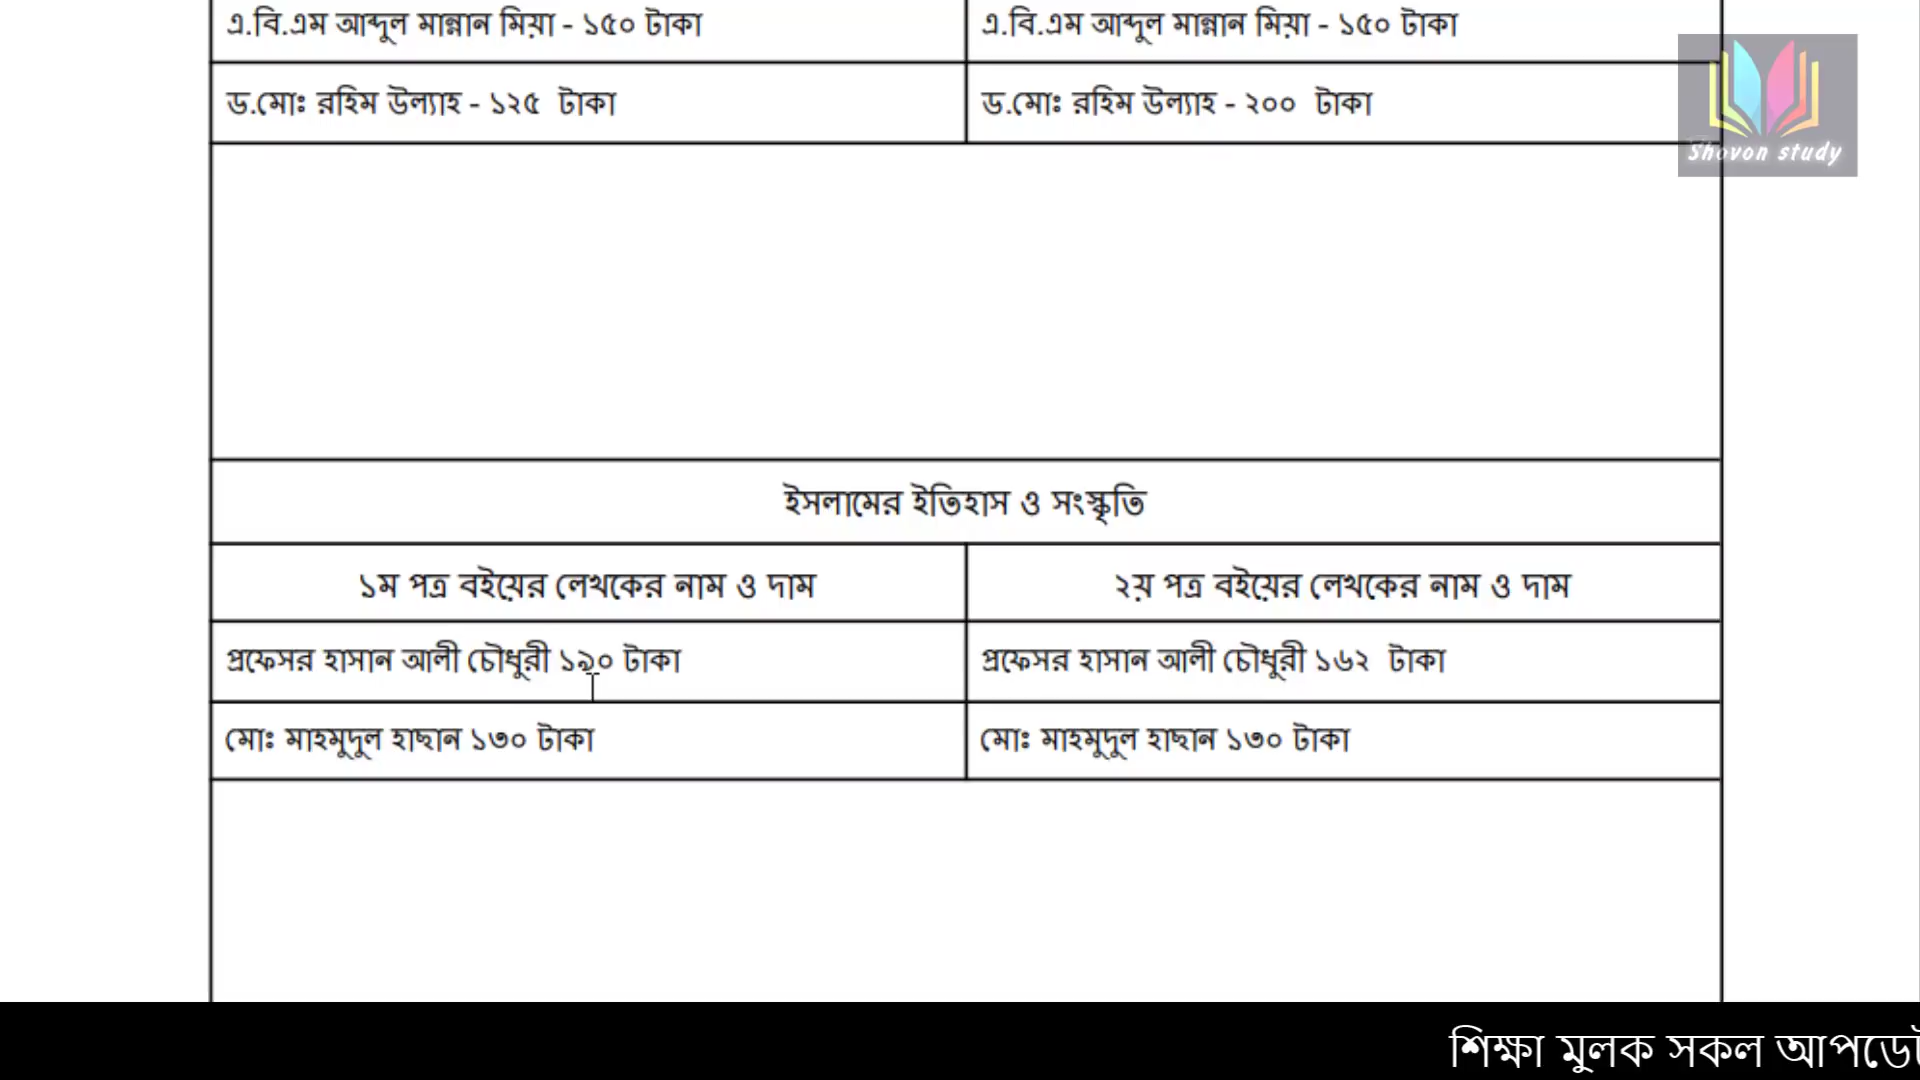 এ.বি.এম আব্দুল মান্নান মিয়া - ১৫০ টাকা
এ.বি.এম আব্দুল মান্নান মিয়া - ১৫০ টাকা
ড.মোঃ রহিম উল্যাহ - ১২৫ টাকা
ড.মোঃ রহিম উল্যাহ - ২০০ টাকা
Shovon study
ইসলামের ইতিহাস ও সংস্কৃতি
১ম পত্র বইয়ের লেখকের নাম ও দাম
২য় পত্র বইয়ের লেখকের নাম ও দাম
প্রফেসর হাসান আলী চৌধুরী ১৯০ টাকা
প্রফেসর হাসান আলী চৌধুরী ১৬২ টাকা
মোঃ মাহমুদুল হাছান ১৩০ টাকা
মোঃ মাহমুদুল হাছান ১৩০ টাকা
শিক্ষা মুলক সকল